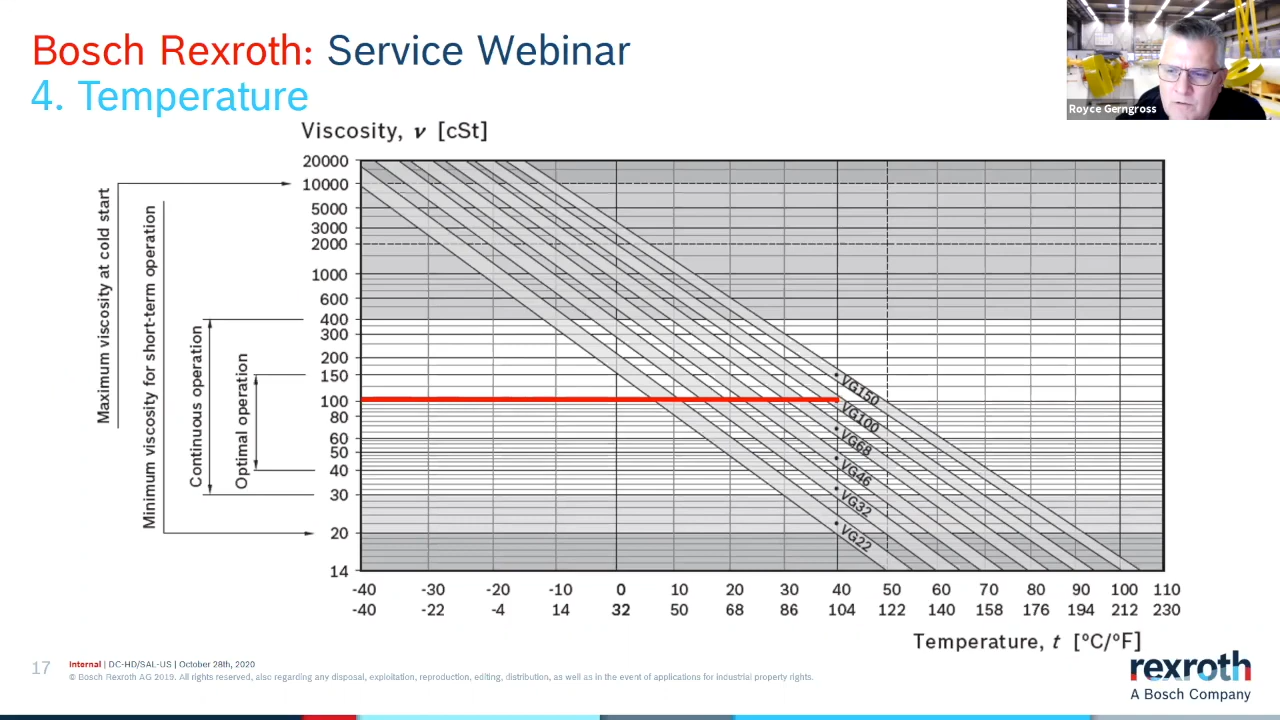 Bosch Rexroth: Service Webinar
4. Temperature
Royce Gerngross
Viscosity, ν [cSt]
20000
10000
5000
3000
2000
1000
600
400
300
200
150
100
80
60
50
40
30
20
14
Maximum viscosity at cold start
Minimum viscosity for short-term operation
Continuous operation
Optimal operation
VG150
VG100
VG68
VG46
VG32
VG22
-40 -30 -20 -10 0 10 20 30 40 50 60 70 80 90 100 110
-40 -22 -4 14 32 50 68 86 104 122 140 158 176 194 212 230
Temperature, t [°C/°F]
17
Internal | DC-HD/SAL-US | October 28th, 2020
© Bosch Rexroth AG 2019. All rights reserved, also regarding any disposal, exploitation, reproduction, editing, distribution, as well as in the event of applications for industrial property rights.
rexroth
A Bosch Company